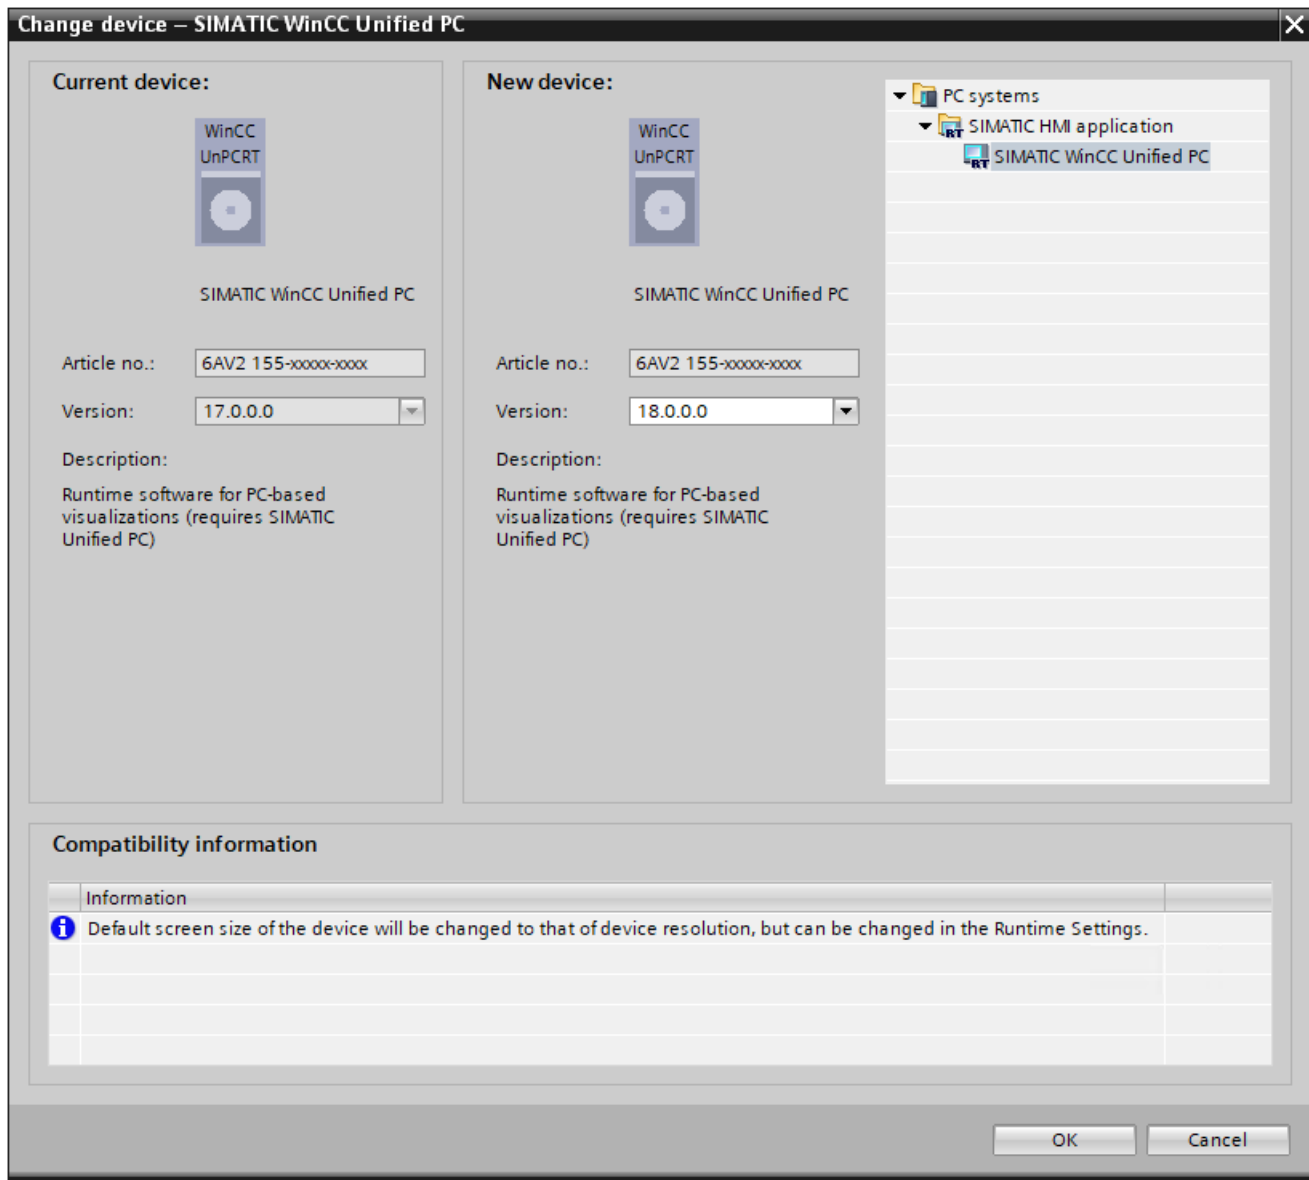 Change device – SIMATIC WinCC Unified PC
Current device:
WinCC
UnPCRT
SIMATIC WinCC Unified PC
Article no.: 6AV2 155-xxxxx-xxxx
Version: 17.0.0.0
Description:
Runtime software for PC-based
visualizations (requires SIMATIC
Unified PC)
New device:
WinCC
UnPCRT
SIMATIC WinCC Unified PC
Article no.: 6AV2 155-xxxxx-xxxx
Version: 18.0.0.0
Description:
Runtime software for PC-based
visualizations (requires SIMATIC
Unified PC)
PC systems
RT SIMATIC HMI application
RT SIMATIC WinCC Unified PC
Compatibility information
Information
Default screen size of the device will be changed to that of device resolution, but can be changed in the Runtime Settings.
OK Cancel